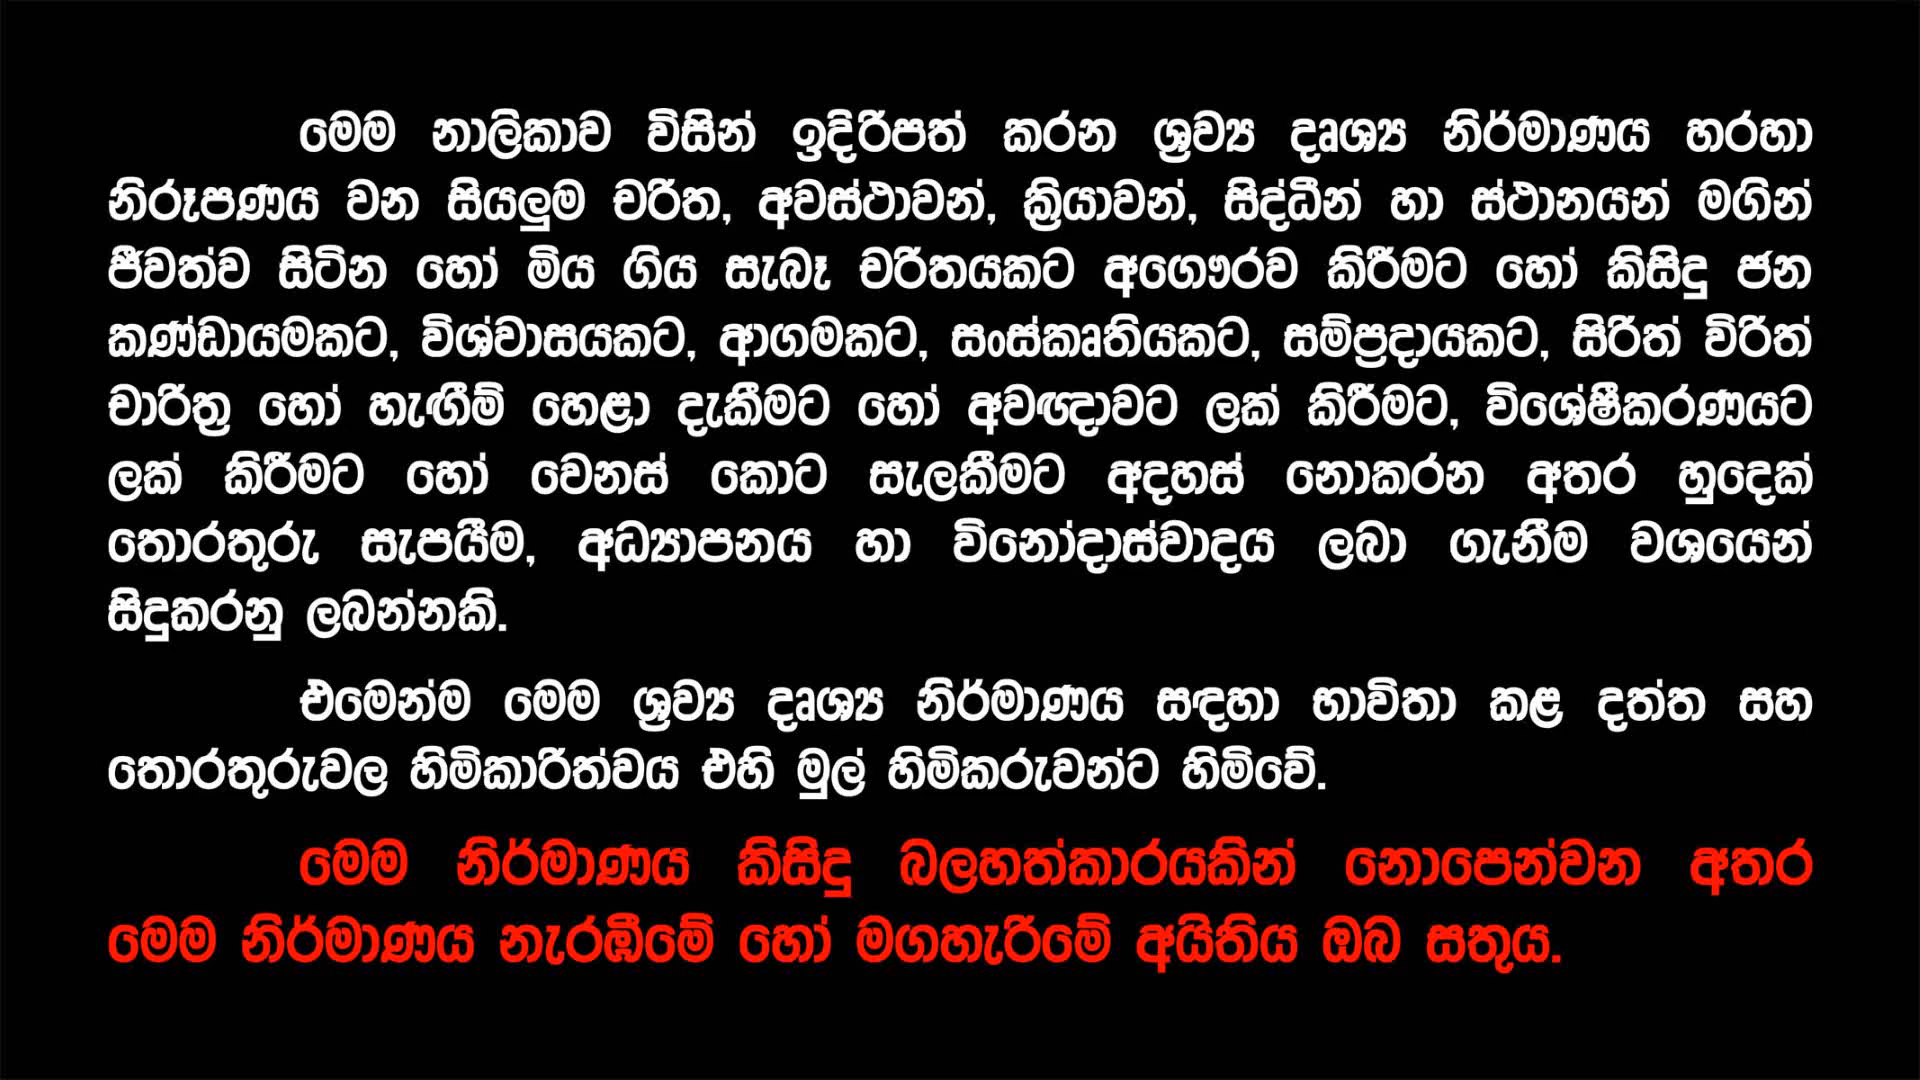 මෙම නාලිකාව විසින් ඉදිරිපත් කරන ශ්‍රව්‍ය දෘශ්‍ය නිර්මාණය හරහා
නිරූපණය වන සියලුම චරිත, අවස්ථාවන්, ක්‍රියාවන්, සිද්ධීන් හා ස්ථානයන් මගින්
ජීවත්ව සිටින හෝ මිය ගිය සැබෑ චරිතයකට අගෞරව කිරීමට හෝ කිසිදු ජන
කණ්ඩායමකට, විශ්වාසයකට, ආගමකට, සංස්කෘතියකට, සම්ප්‍රදායකට, සිරිත් විරිත්
චාරිත්‍ර හෝ හැඟීම් හෙළා දැකීමට හෝ අවඥාවට ලක් කිරීමට, විශේෂීකරණයට
ලක් කිරීමට හෝ වෙනස් කොට සැලකීමට අදහස් නොකරන අතර හුදෙක්
තොරතුරු සැපයීම, අධ්‍යාපනය හා විනෝදාස්වාදය ලබා ගැනීම වශයෙන්
සිදුකරනු ලබන්නකි.
එමෙන්ම මෙම ශ්‍රව්‍ය දෘශ්‍ය නිර්මාණය සඳහා භාවිතා කළ දත්ත සහ
තොරතුරුවල හිමිකාරිත්වය එහි මුල් හිමිකරුවන්ට හිමිවේ.
මෙම නිර්මාණය කිසිදු බලහත්කාරයකින් නොපෙන්වන අතර
මෙම නිර්මාණය නැරඹීමේ හෝ මගහැරීමේ අයිතිය ඔබ සතුය.